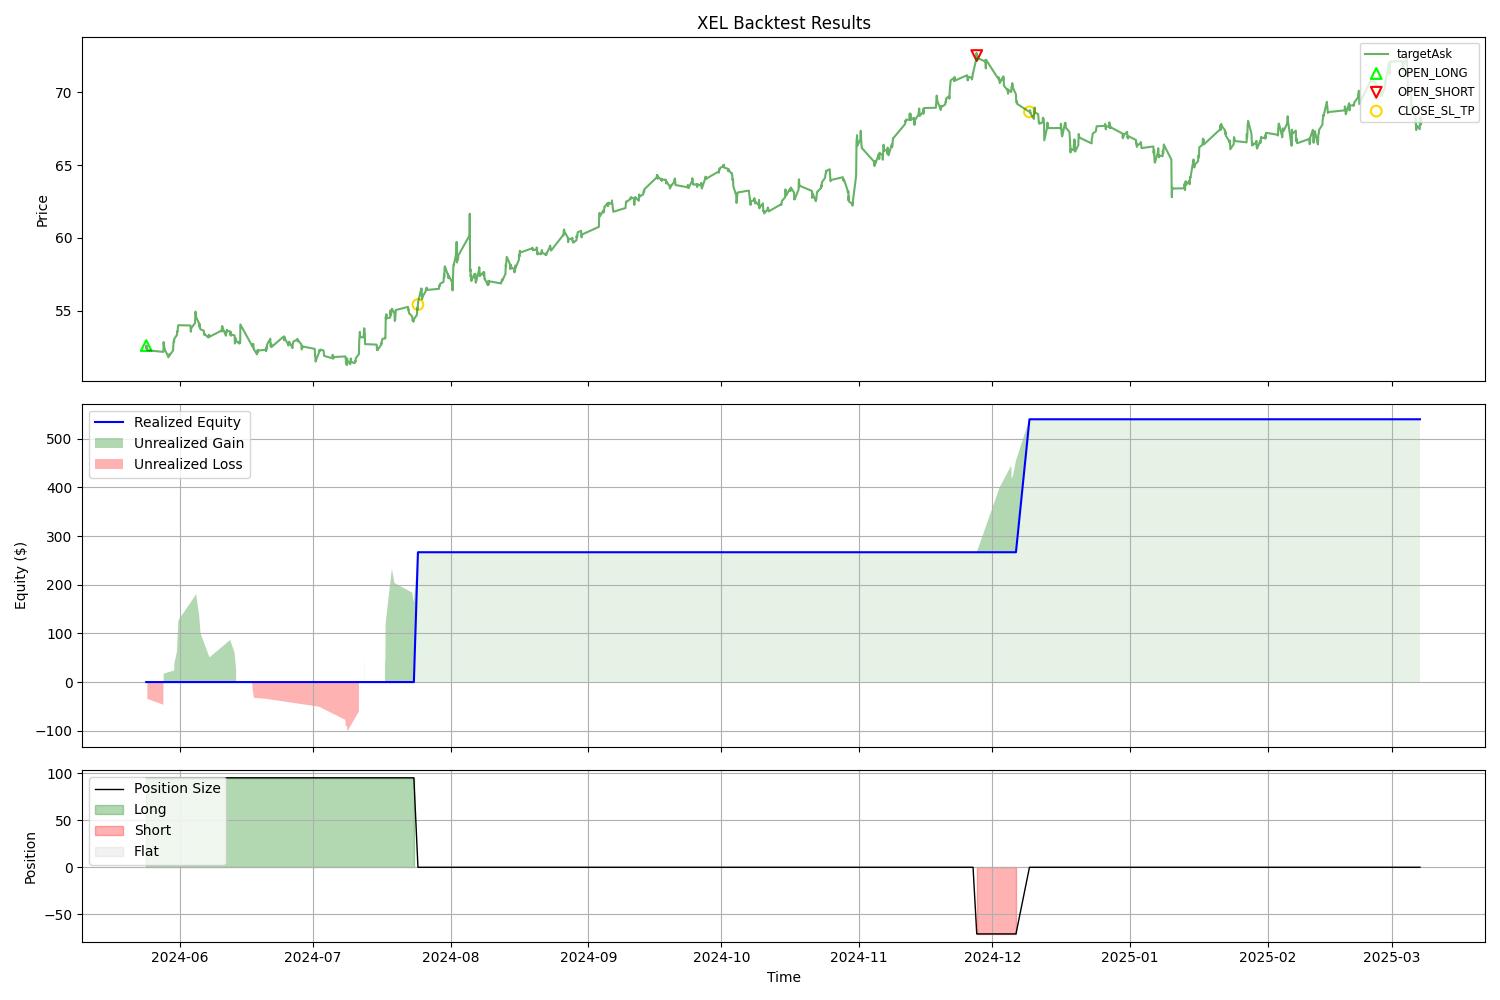 XEL Backtest Results
targetAsk
OPEN_LONG
OPEN_SHORT
CLOSE_SL_TP
Price
70
65
60
55
Realized Equity
Unrealized Gain
Unrealized Loss
Equity ($)
500
400
300
200
100
0
−100
Position Size
Long
Short
Flat
Position
100
50
0
−50
2024-06 2024-07 2024-08 2024-09 2024-10 2024-11 2024-12 2025-01 2025-02 2025-03
Time